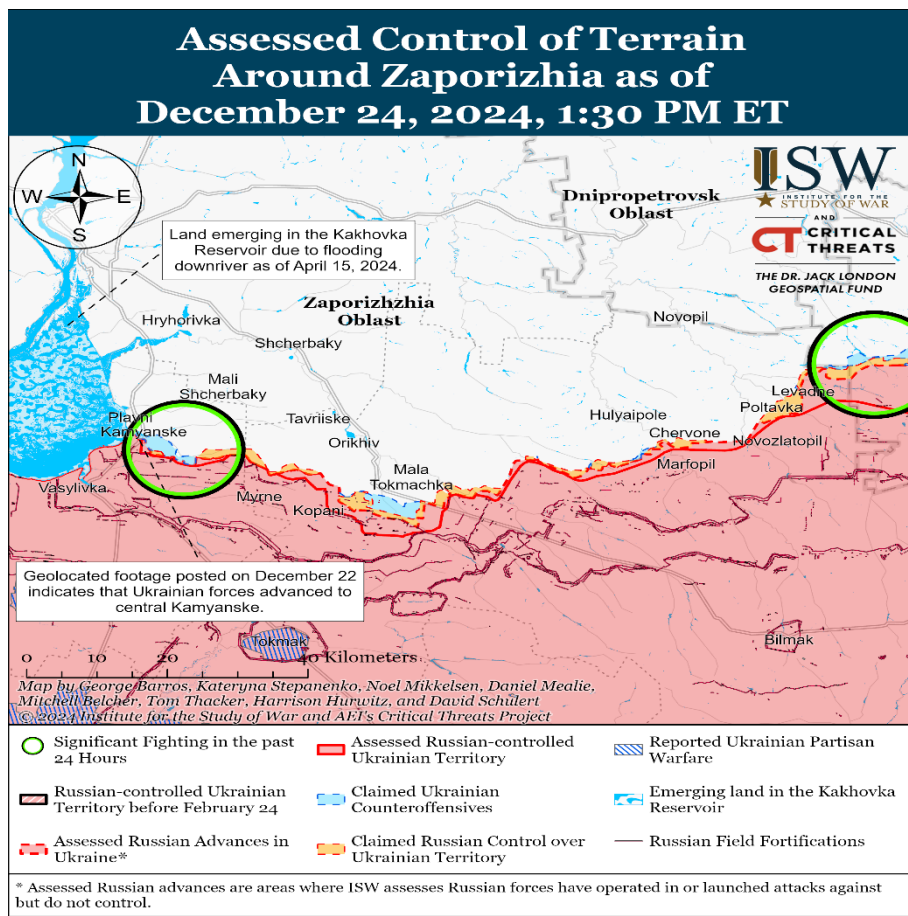 Assessed Control of Terrain
Around Zaporizhia as of
December 24, 2024, 1:30 PM ET
N
W
E
S
Land emerging in the Kakhovka
Reservoir due to flooding
downriver as of April 15, 2024.
Dnipropetrovsk
Oblast
ISW
INSTITUTE FOR THE
STUDY OF WAR
AND
CT CRITICAL
THREATS
THE DR. JACK LONDON
GEOSPATIAL FUND
Zaporizhzhia
Oblast
Hryhorivka
Shcherbaky
Novopil
Mali
Shcherbaky
Levadne
Plavni
Kamyanske
Tavriiske
Orikhiv
Hulyaipole
Poltavka
Chervone
Novozlatopil
Mala
Tokmachka
Marfopil
Vasylivka
Myrne
Kopani
Geolocated footage posted on December 22
indicates that Ukrainian forces advanced to
central Kamyanske.
Tokmak
Bilmak
0 10 20 40 Kilometers
Map by George Barros, Kateryna Stepanenko, Noel Mikkelsen, Daniel Mealie,
Mitchell Belcher, Tom Thacker, Harrison Hurwitz, and David Schulert
© 2024 Institute for the Study of War and AEI's Critical Threats Project
Significant Fighting in the past
24 Hours
Assessed Russian-controlled
Ukrainian Territory
Reported Ukrainian Partisan
Warfare
Russian-controlled Ukrainian
Territory before February 24
Claimed Ukrainian
Counteroffensives
Emerging land in the Kakhovka
Reservoir
Assessed Russian Advances in
Ukraine*
Claimed Russian Control over
Ukrainian Territory
Russian Field Fortifications
* Assessed Russian advances are areas where ISW assesses Russian forces have operated in or launched attacks against
but do not control.